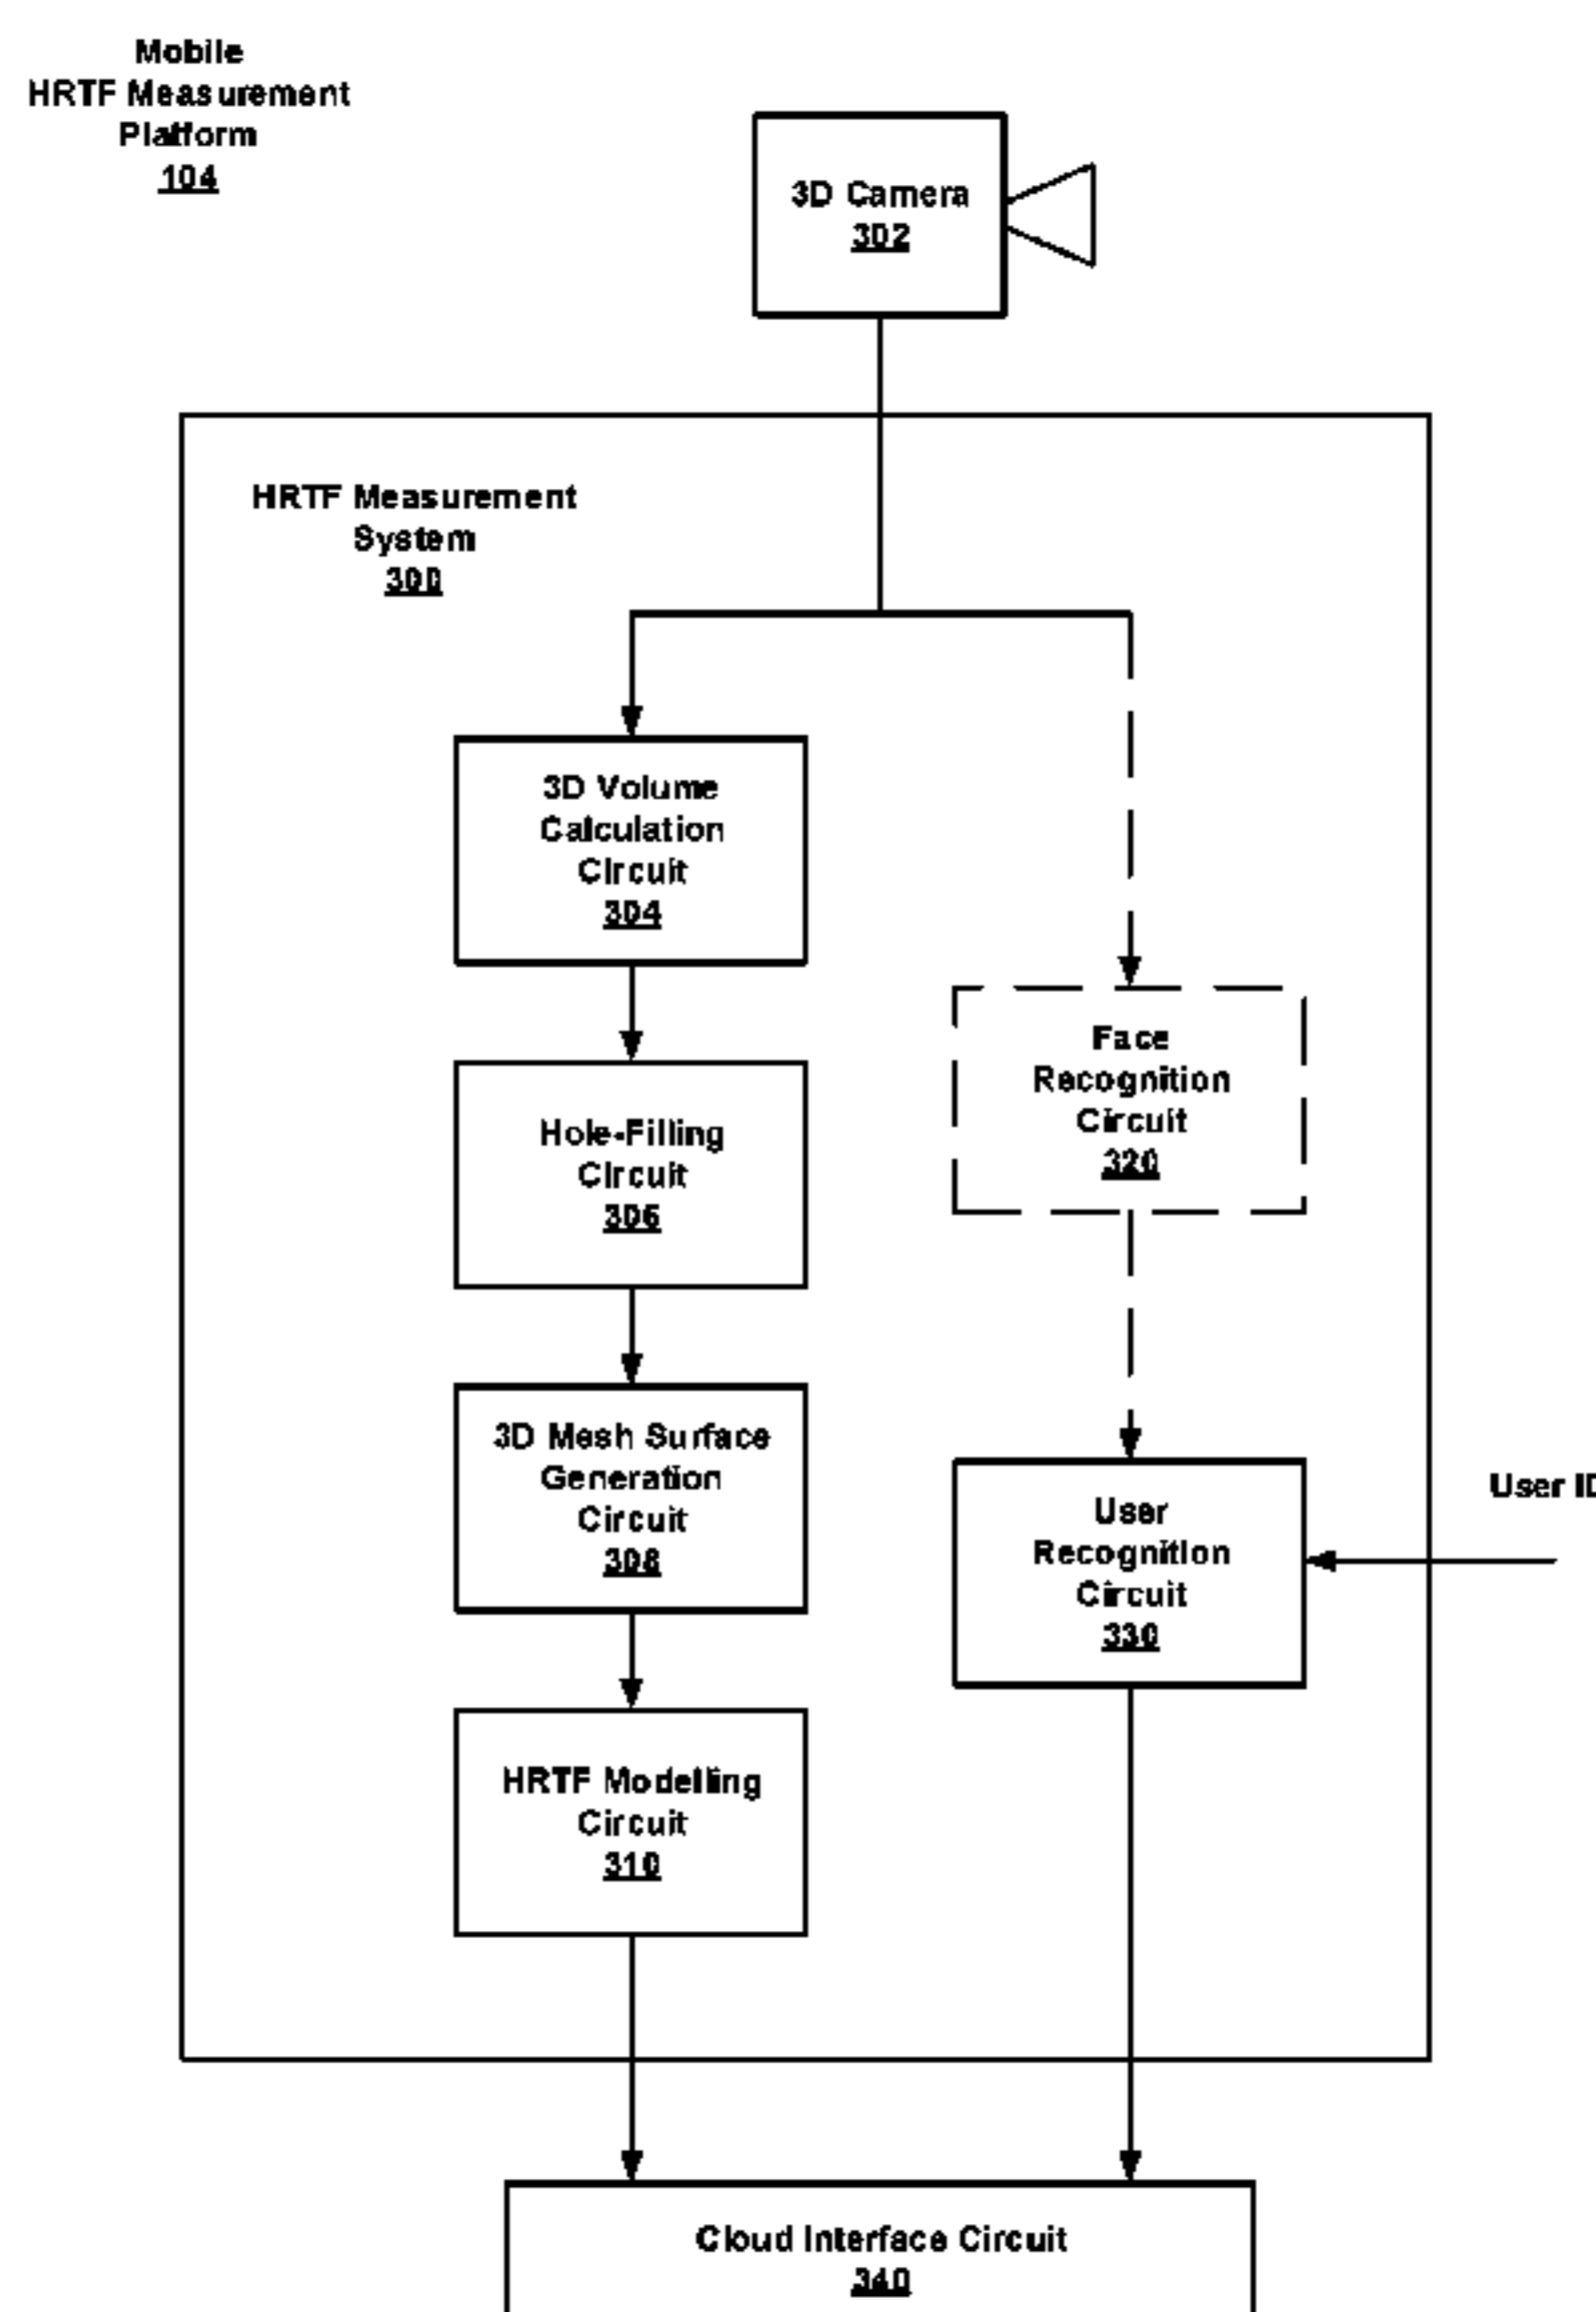 Mobile
HRTF Measurement
Platform
104
3D Camera
302
HRTF Measurement
System
300
3D Volume
Calculation
Circuit
304
Face
Recognition
Circuit
320
Hole-Filling
Circuit
306
3D Mesh Surface
Generation
Circuit
308
User ID
User
Recognition
Circuit
330
HRTF Modelling
Circuit
310
Cloud Interface Circuit
340